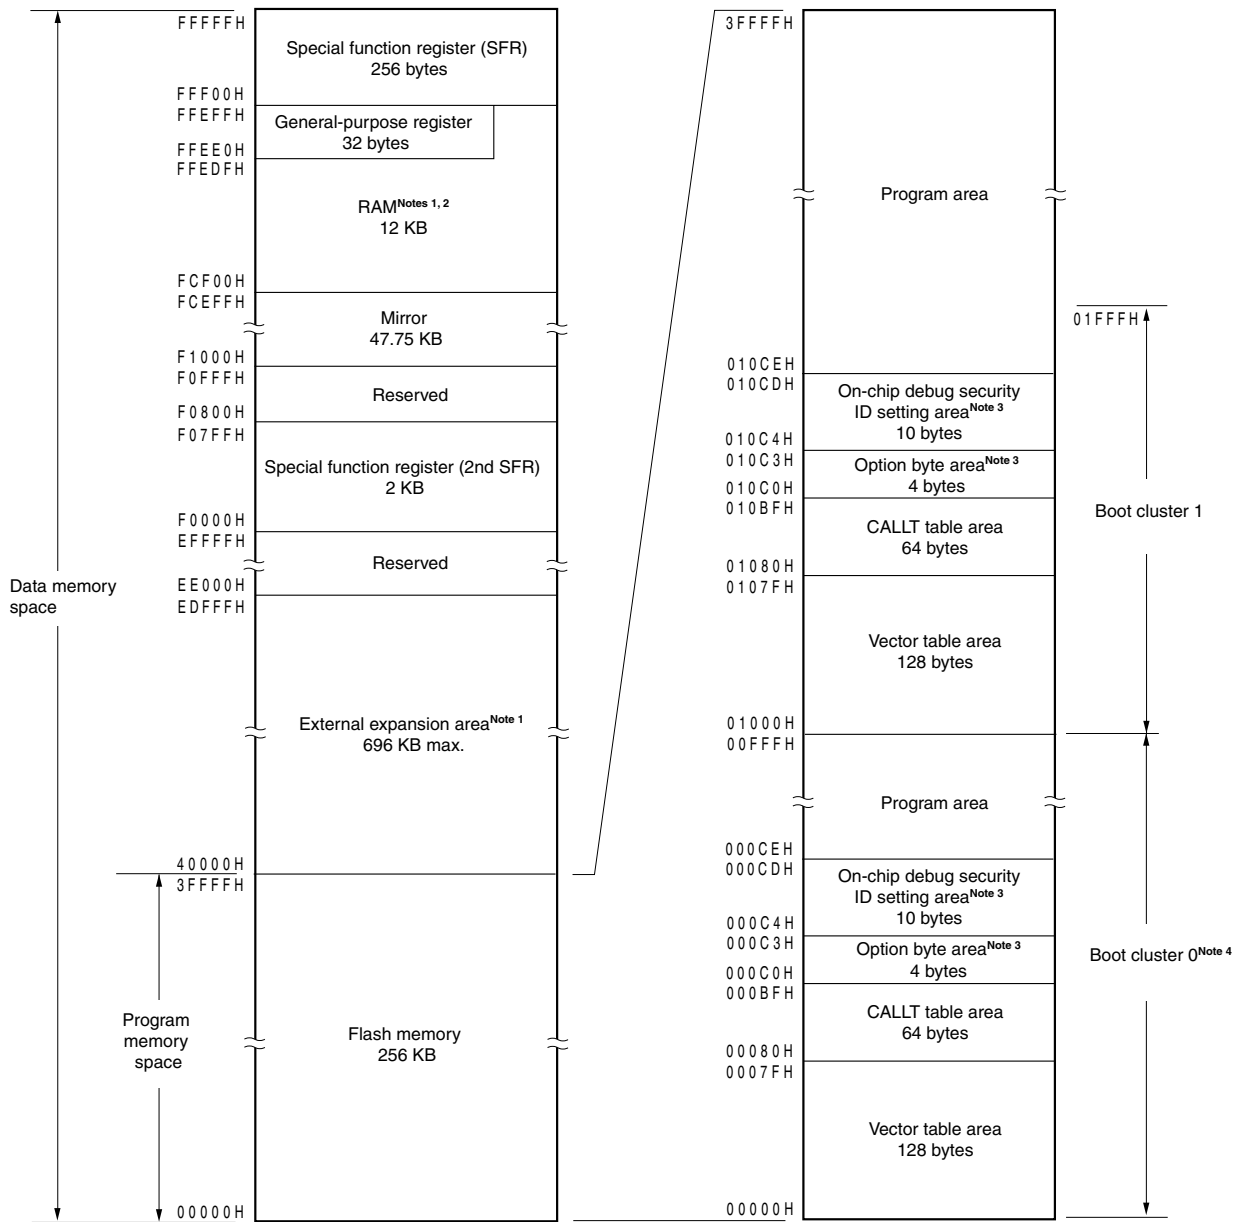 FFFFFH
Special function register (SFR)
256 bytes
FFF00H
FFEFFH
General-purpose register
32 bytes
FFEE0H
FFEDFH
RAMNotes 1, 2
12 KB
FCF00H
FCEFFH
Mirror
47.75 KB
F1000H
F0FFFH
Reserved
F0800H
F07FFH
Special function register (2nd SFR)
2 KB
F0000H
EFFFFH
Reserved
EE000H
EDFFFH
Data memory
space
External expansion areaNote 1
696 KB max.
40000H
3FFFFH
Program
memory
space
Flash memory
256 KB
00000H
3FFFFH
Program area
01FFFH
010CEH
010CDH
On-chip debug security
ID setting areaNote 3
10 bytes
010C4H
010C3H
Option byte areaNote 3
4 bytes
010C0H
010BFH
CALLT table area
64 bytes
Boot cluster 1
01080H
0107FH
Vector table area
128 bytes
01000H
00FFFH
Program area
000CEH
000CDH
On-chip debug security
ID setting areaNote 3
10 bytes
000C4H
000C3H
Option byte areaNote 3
4 bytes
Boot cluster 0Note 4
000C0H
000BFH
CALLT table area
64 bytes
00080H
0007FH
Vector table area
128 bytes
00000H